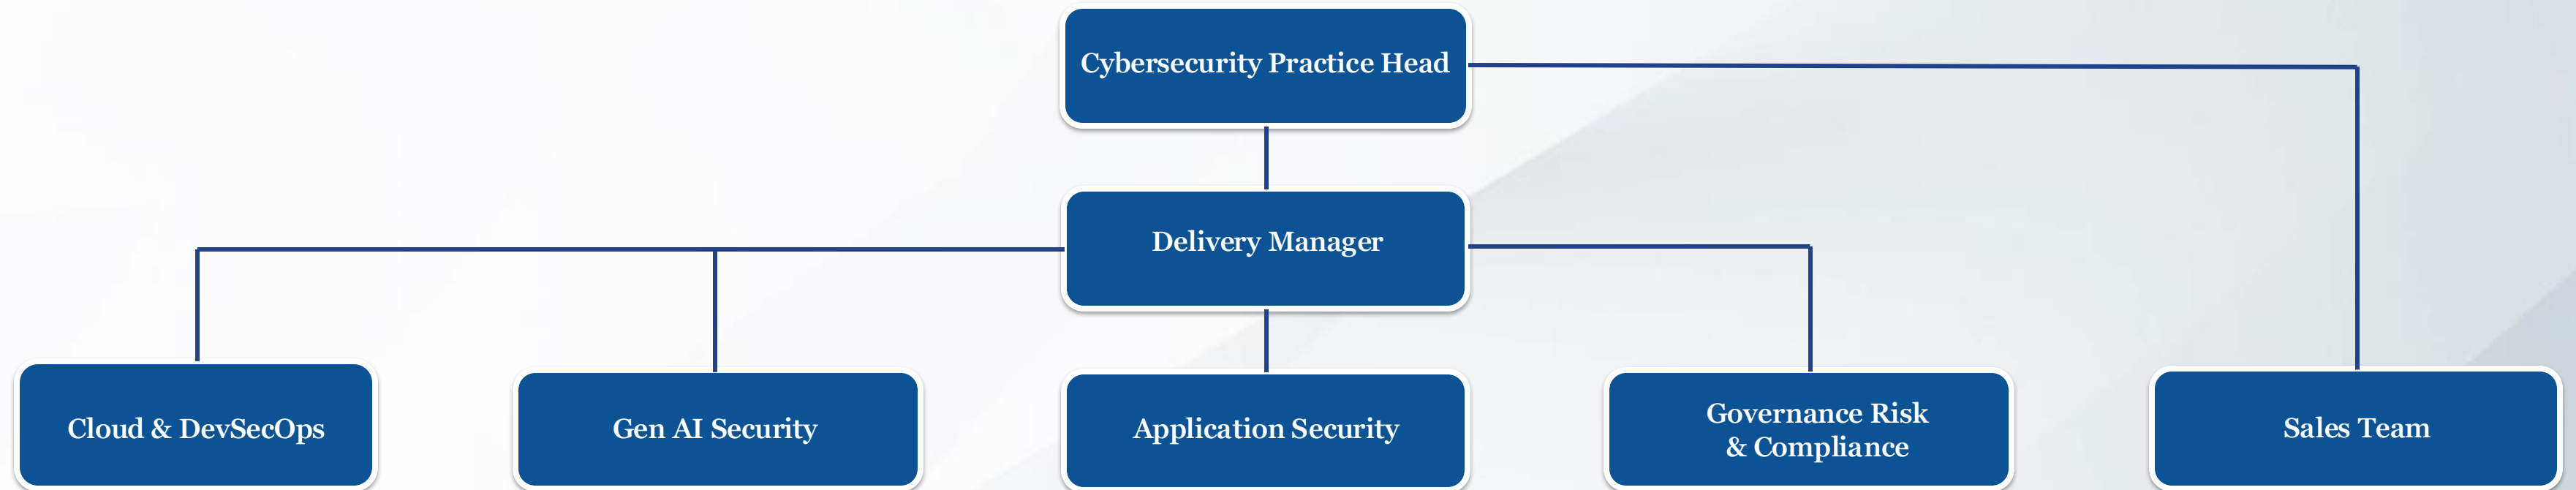 Cybersecurity Practice Head
Delivery Manager
Cloud & DevSecOps
Gen AI Security
Application Security
Governance Risk
& Compliance
Sales Team